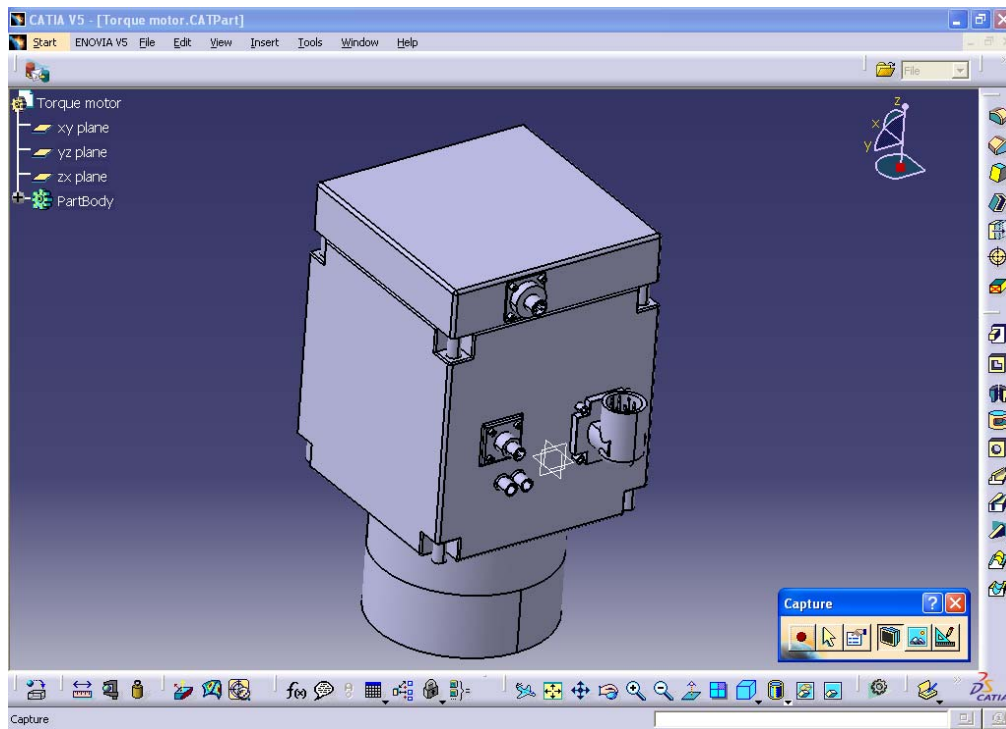 CATIA V5 - [Torque motor.CATPart]
Start ENOVIA V5 File Edit View Insert Tools Window Help
File
Torque motor
xy plane
yz plane
zx plane
PartBody
z
x
y
Capture
f(x)
CATIA
Capture